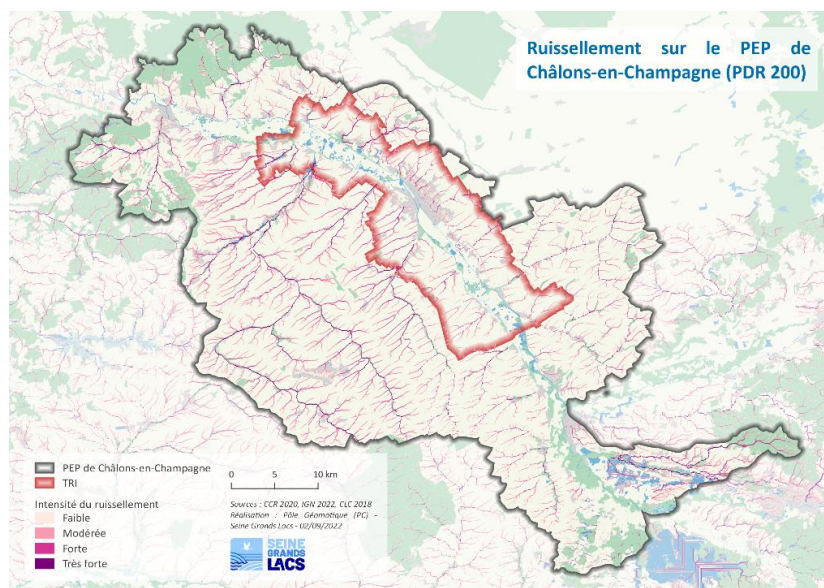 Ruissellement sur le PEP de
Châlons-en-Champagne (PDR 200)
PEP de Châlons-en-Champagne
TRI
0 5 10 km
Intensité du ruissellement
Faible
Modérée
Forte
Très forte
Sources : CCR 2020, IGN 2022, CLC 2018
Réalisation : Pôle Géomatique (PC) -
Seine Grands Lacs - 02/09/2022
SEINE
GRANDS
LACS